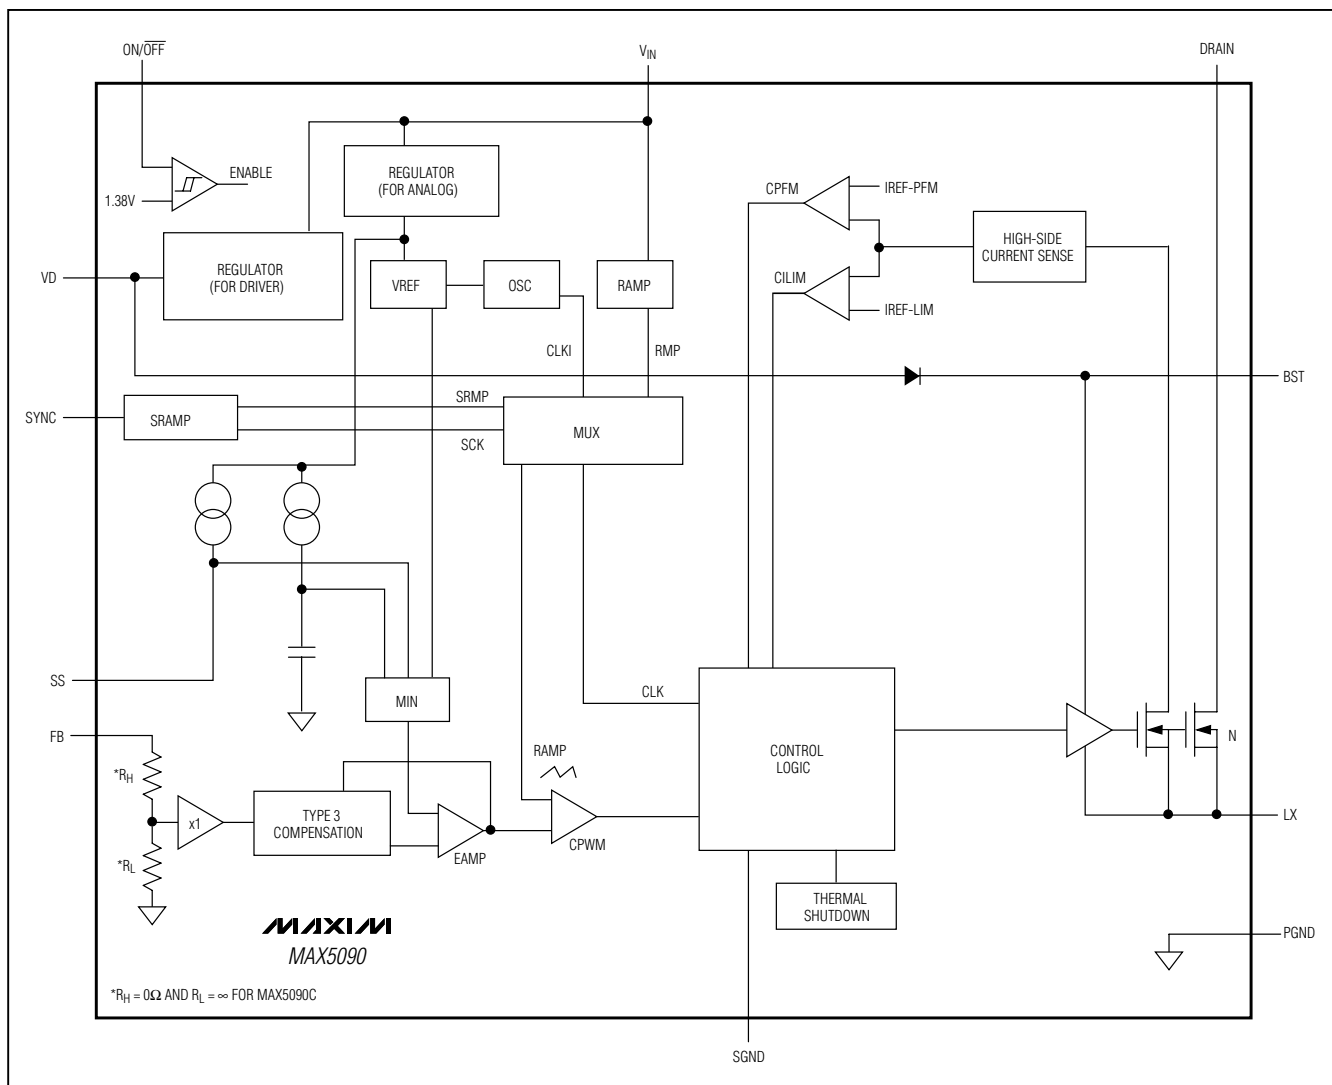 ON/OFF
VIN
DRAIN
ENABLE
1.38V
REGULATOR
(FOR ANALOG)
CPFM
IREF-PFM
HIGH-SIDE
CURRENT SENSE
VD
REGULATOR
(FOR DRIVER)
VREF
OSC
RAMP
CILIM
IREF-LIM
CLKI
RMP
BST
SYNC
SRAMP
SRMP
SCK
MUX
SS
MIN
CLK
FB
*RH
RAMP
CONTROL
LOGIC
N
x1
TYPE 3
COMPENSATION
EAMP
CPWM
LX
*RL
THERMAL
SHUTDOWN
MAXIM
MAX5090
PGND
*RH = 0Ω AND RL = ∞ FOR MAX5090C
SGND